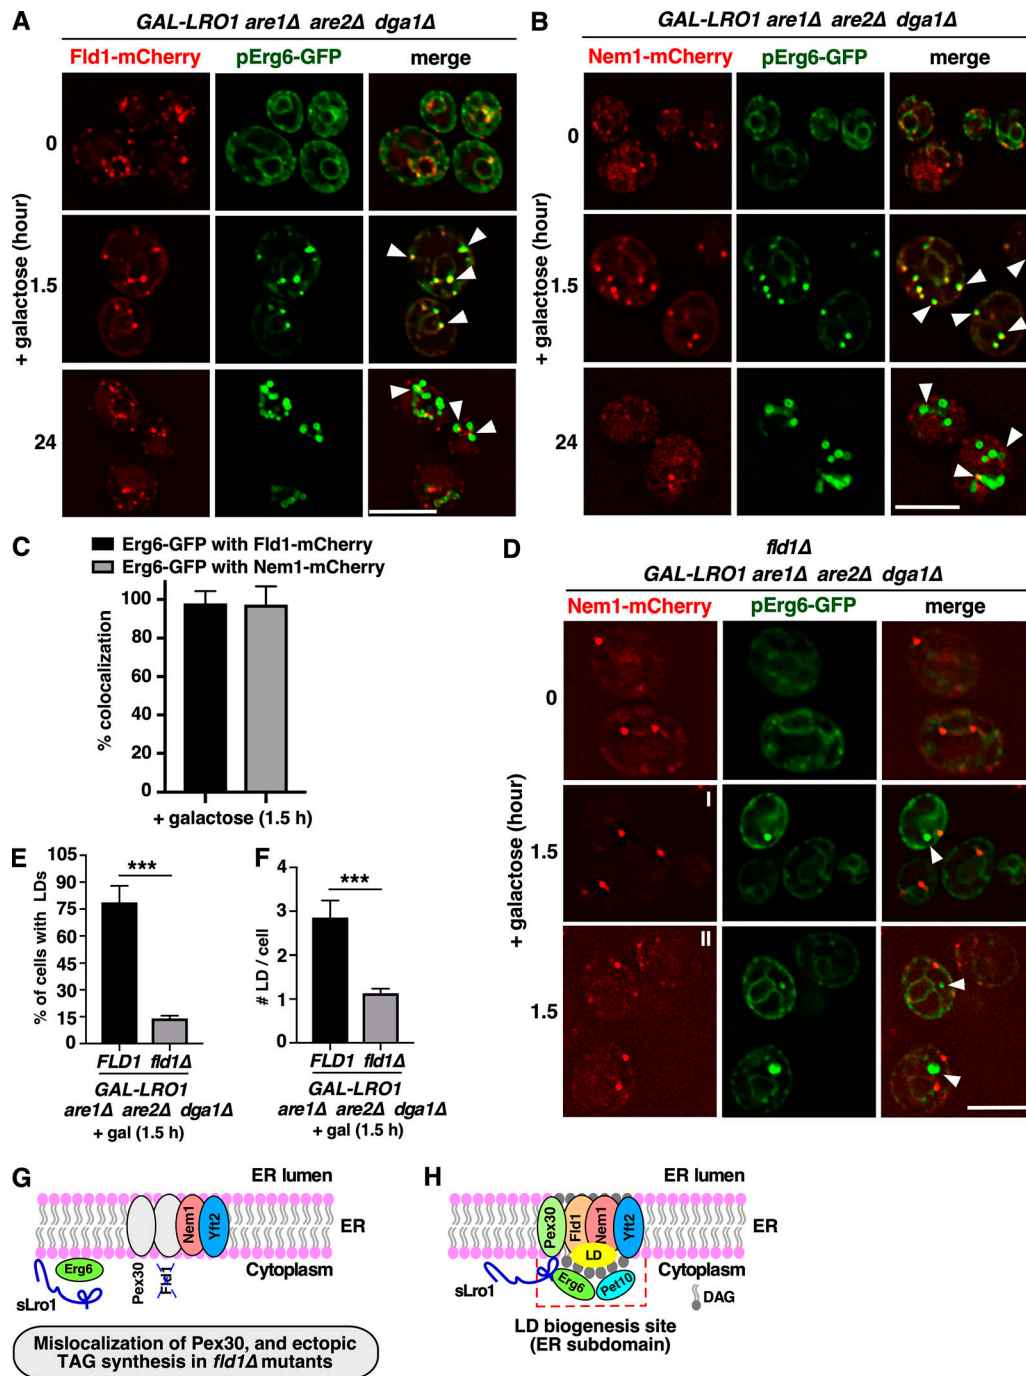 A
GAL-LRO1 are1Δ are2Δ dga1Δ
Fld1-mCherry pErg6-GFP merge
0
1.5
24
+ galactose (hour)
B
GAL-LRO1 are1Δ are2Δ dga1Δ
Nem1-mCherry pErg6-GFP merge
0
1.5
24
+ galactose (hour)
C
Erg6-GFP with Fld1-mCherry
Erg6-GFP with Nem1-mCherry
% colocalization
100
80
60
40
20
0
+ galactose (1.5 h)
D
fld1Δ
GAL-LRO1 are1Δ are2Δ dga1Δ
Nem1-mCherry pErg6-GFP merge
0
I
1.5
II
1.5
+ galactose (hour)
E
% of cells with LDs
105
90
75
60
45
30
15
0
***
FLD1 fld1Δ
GAL-LRO1
are1Δ are2Δ dga1Δ
+ gal (1.5 h)
F
# LD / cell
4
3
2
1
0
***
FLD1 fld1Δ
GAL-LRO1
are1Δ are2Δ dga1Δ
+ gal (1.5 h)
G
ER lumen
ER
Nem1
Yft2
Cytoplasm
Erg6
sLro1
Pex30
Fld1
Mislocalization of Pex30, and ectopic
TAG synthesis in fld1Δ mutants
H
ER lumen
ER
Pex30
Fld1
Nem1
Yft2
LD
Cytoplasm
sLro1
Erg6
Pet10
DAG
LD biogenesis site
(ER subdomain)